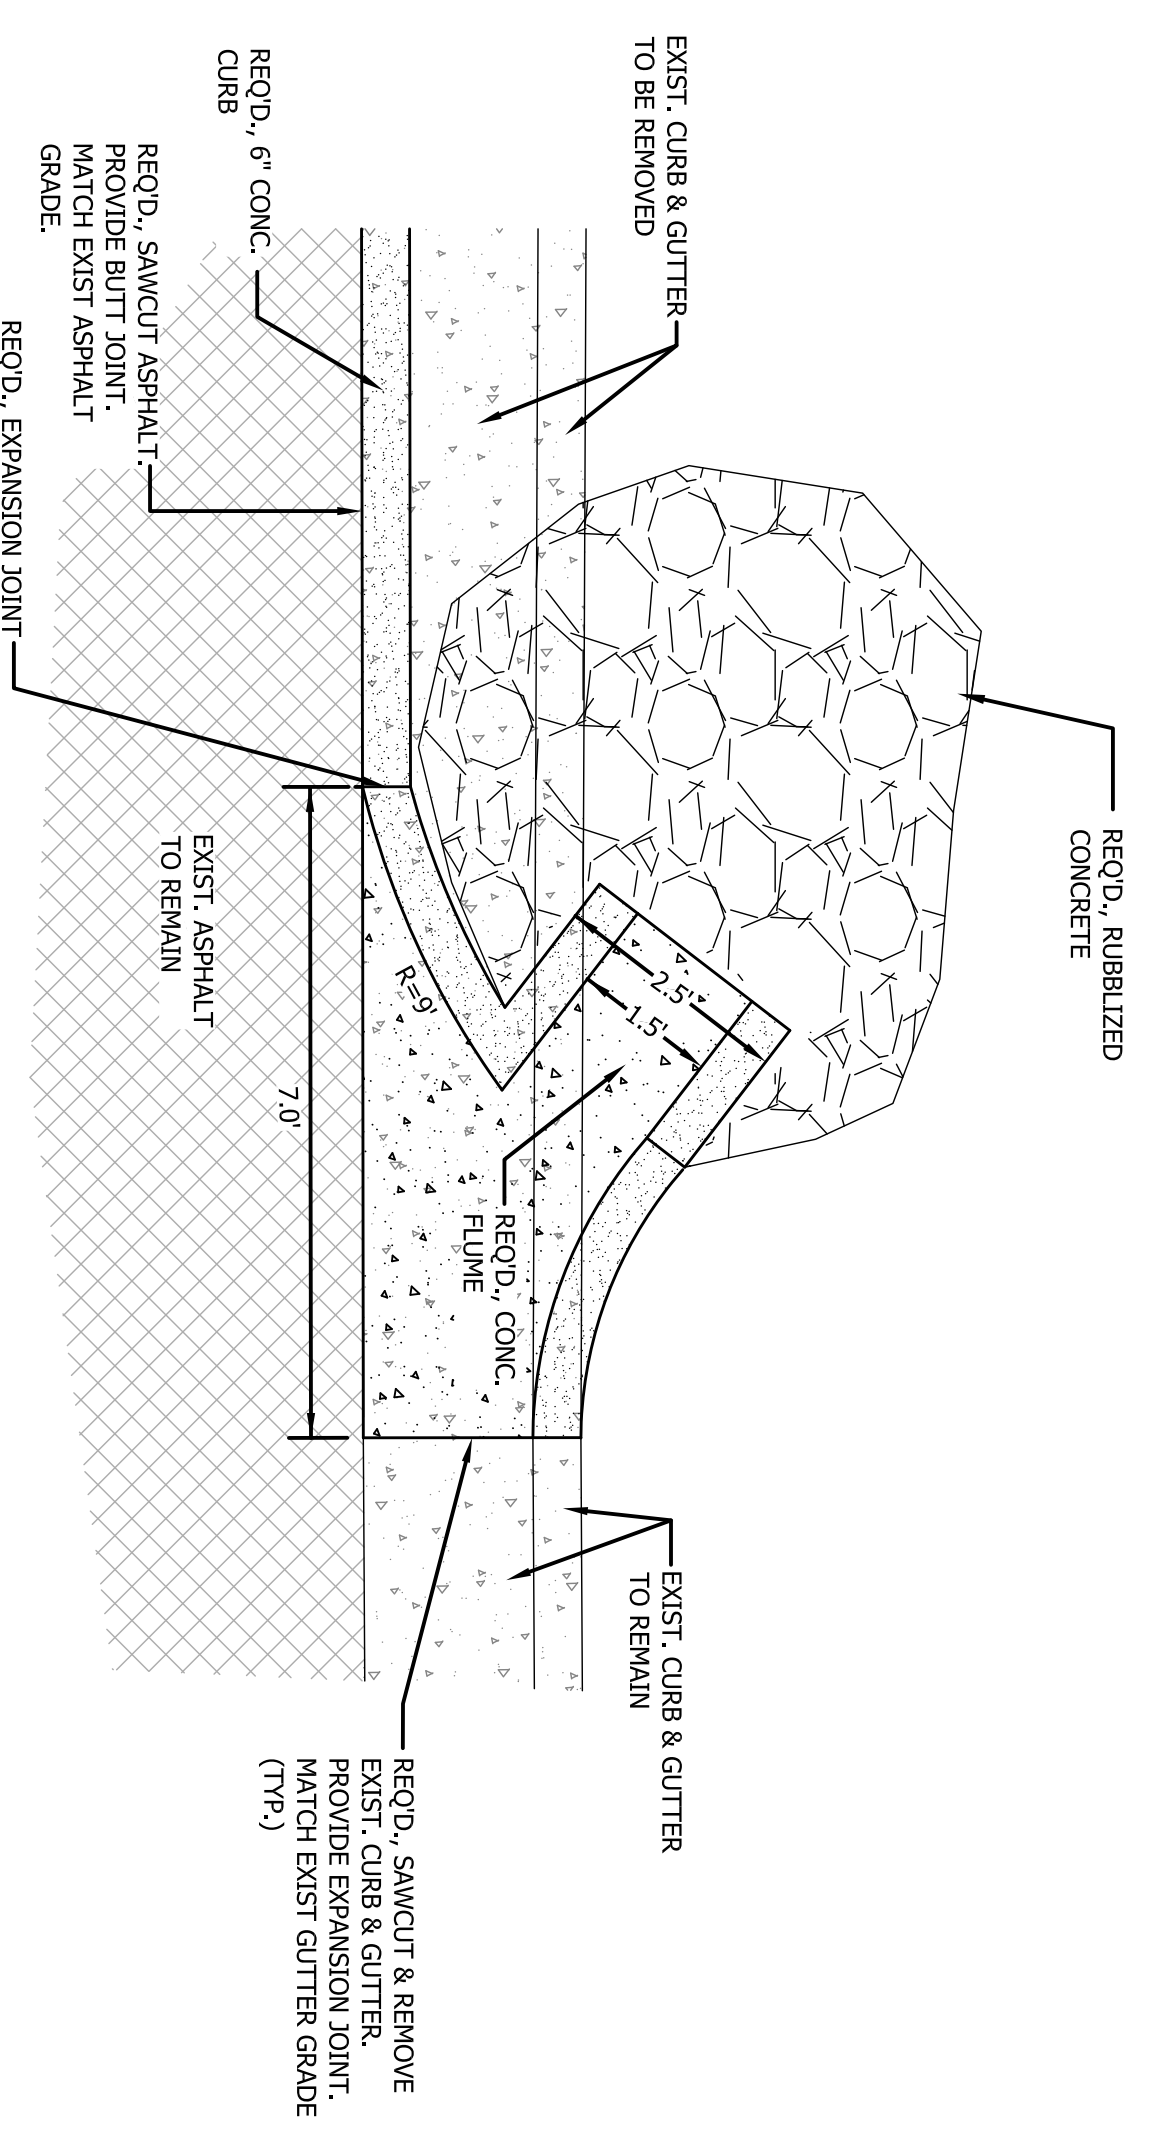 REQ'D., RUBBLIZED
CONCRETE
EXIST. CURB & GUTTER
TO BE REMOVED
EXIST. CURB & GUTTER
TO REMAIN
2.5'
1.5'
REQ'D., CONC.
FLUME
R=9'
REQ'D., SAWCUT & REMOVE
EXIST. CURB & GUTTER.
PROVIDE EXPANSION JOINT.
MATCH EXIST GUTTER GRADE
(TYP.)
7.0'
REQ'D., 6" CONC.
CURB
EXIST. ASPHALT
TO REMAIN
REQ'D., SAWCUT ASPHALT.
PROVIDE BUTT JOINT.
MATCH EXIST ASPHALT
GRADE.
REQ'D., EXPANSION JOINT